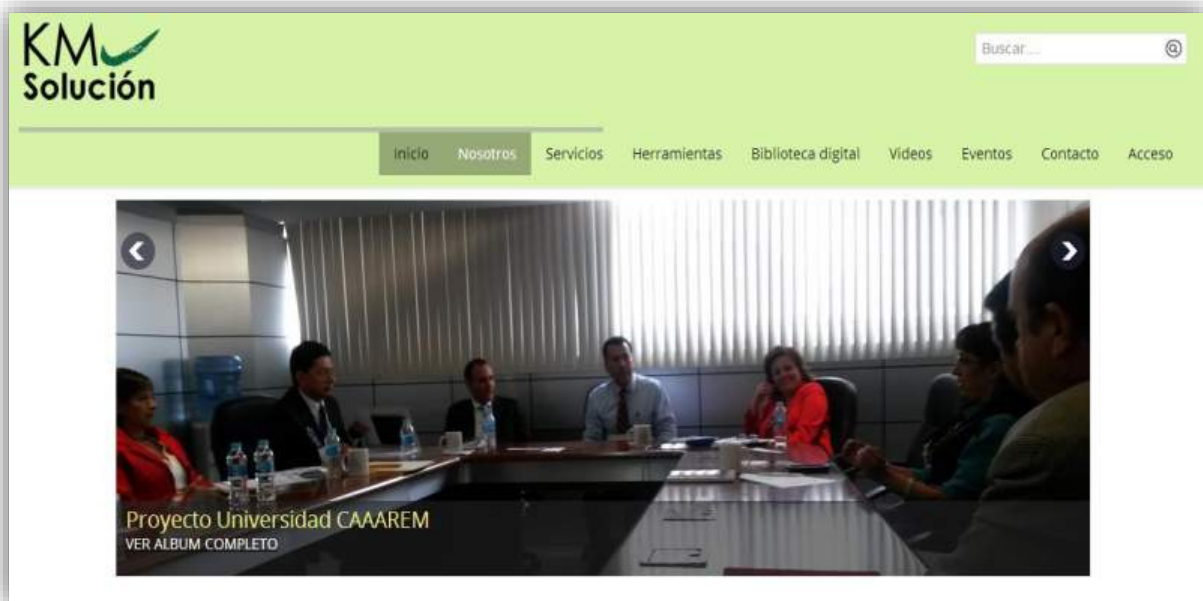 KM
Solución
Buscar...
Inicio Nosotros Servicios Herramientas Biblioteca digital Videos Eventos Contacto Acceso
Proyecto Universidad CAAAREM
VER ALBUM COMPLETO